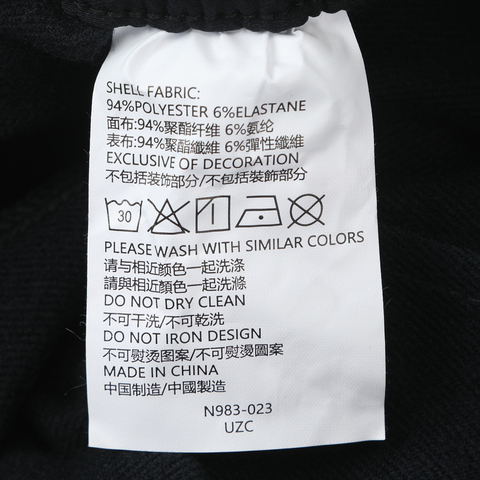 SHELL FABRIC:
94%POLYESTER 6%ELASTANE
面布:94%聚酯纤维 6%氨纶
表布:94%聚酯纖維 6%彈性纖維
EXCLUSIVE OF DECORATION
不包括装饰部分/不包括裝飾部分
30
PLEASE WASH WITH SIMILAR COLORS
请与相近颜色一起洗涤
請與相近顏色一起洗滌
DO NOT DRY CLEAN
不可干洗/不可乾洗
DO NOT IRON DESIGN
不可熨烫图案/不可熨燙圖案
MADE IN CHINA
中国制造/中國製造
N983-023
UZC